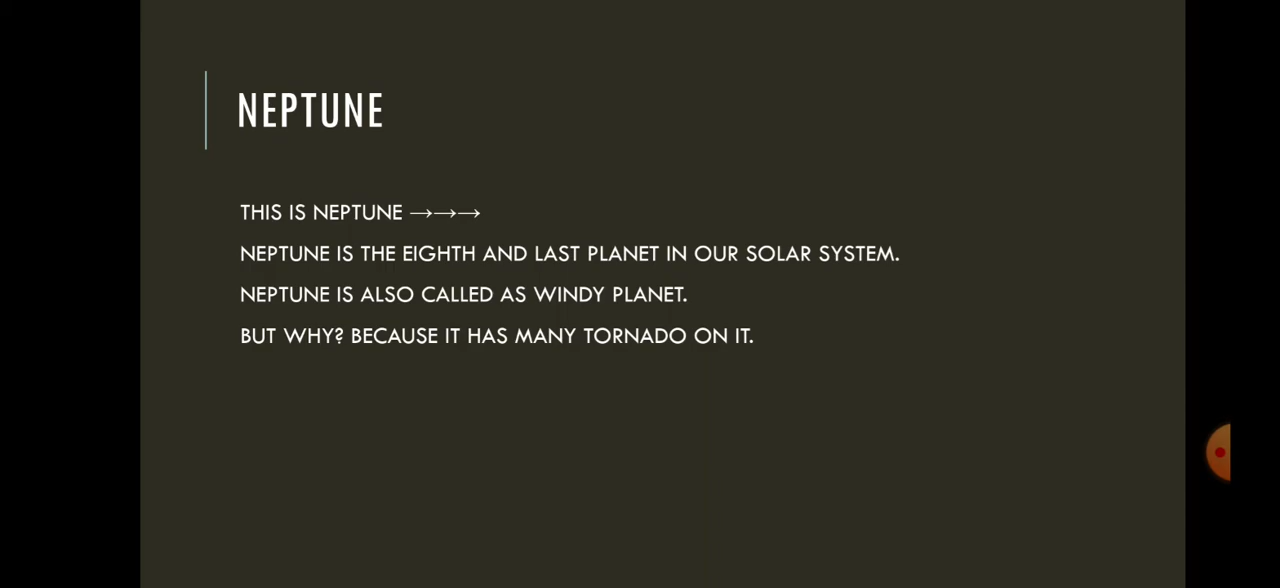 NEPTUNE
THIS IS NEPTUNE →→→
NEPTUNE IS THE EIGHTH AND LAST PLANET IN OUR SOLAR SYSTEM.
NEPTUNE IS ALSO CALLED AS WINDY PLANET.
BUT WHY? BECAUSE IT HAS MANY TORNADO ON IT.